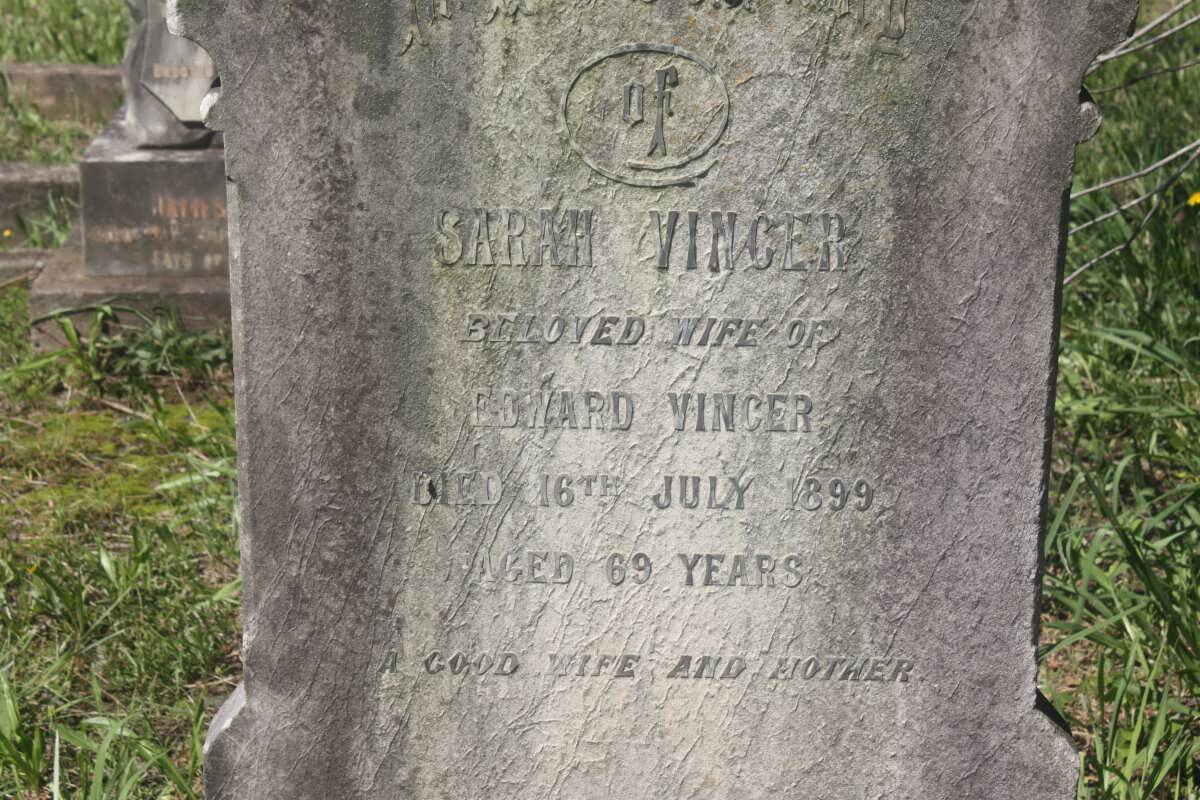 of
SARAH VINCER
BELOVED WIFE OF
EDWARD VINCER
DIED 16TH JULY 1899
AGED 69 YEARS
A GOOD WIFE AND MOTHER.